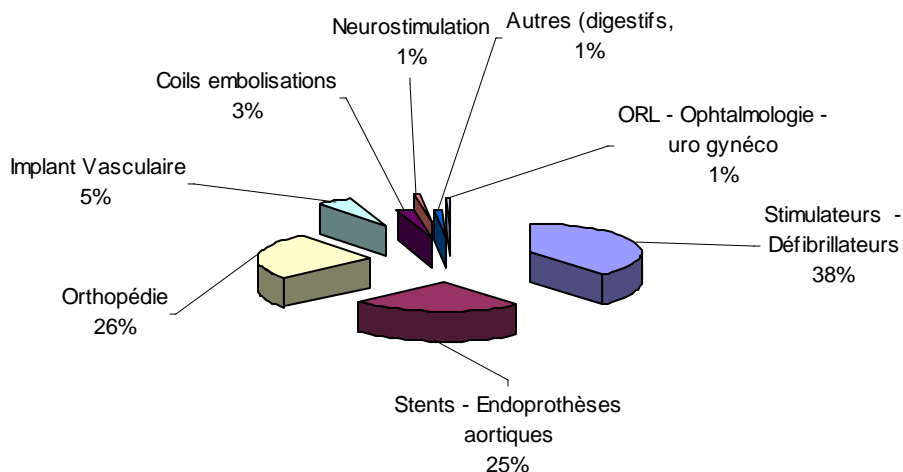 Neurostimulation
1%
Autres (digestifs,
1%
Coils embolisations
3%
ORL - Ophtalmologie -
uro gynéco
1%
Implant Vasculaire
5%
Stimulateurs -
Défibrillateurs
38%
Orthopédie
26%
Stents - Endoprothèses
aortiques
25%